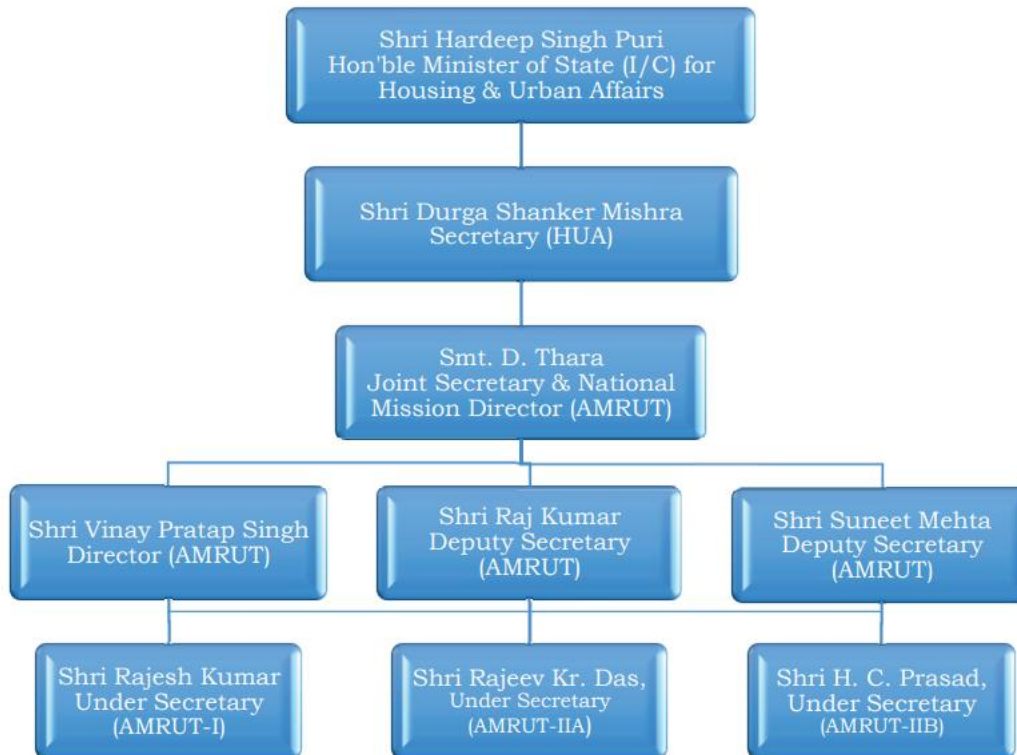 Shri Hardeep Singh Puri
Hon'ble Minister of State (I/C) for
Housing & Urban Affairs
Shri Durga Shanker Mishra
Secretary (HUA)
Smt. D. Thara
Joint Secretary & National
Mission Director (AMRUT)
Shri Vinay Pratap Singh
Director (AMRUT)
Shri Raj Kumar
Deputy Secretary
(AMRUT)
Shri Suneet Mehta
Deputy Secretary
(AMRUT)
Shri Rajesh Kumar
Under Secretary
(AMRUT-I)
Shri Rajeev Kr. Das,
Under Secretary
(AMRUT-IIA)
Shri H. C. Prasad,
Under Secretary
(AMRUT-IIB)